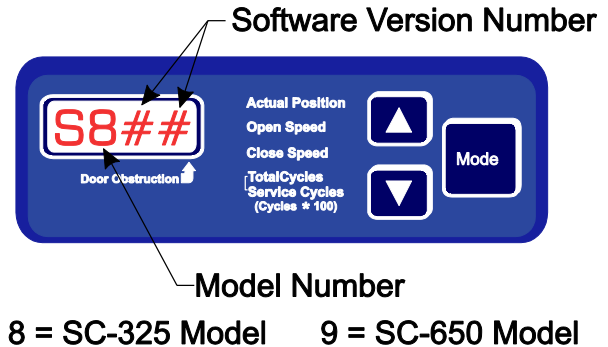 Software Version Number
S8##
Actual Position
Open Speed
Close Speed
Door Obstruction
TotalCycles
Service Cycles
(Cycles * 100)
Mode
Model Number
8 = SC-325 Model 9 = SC-650 Model